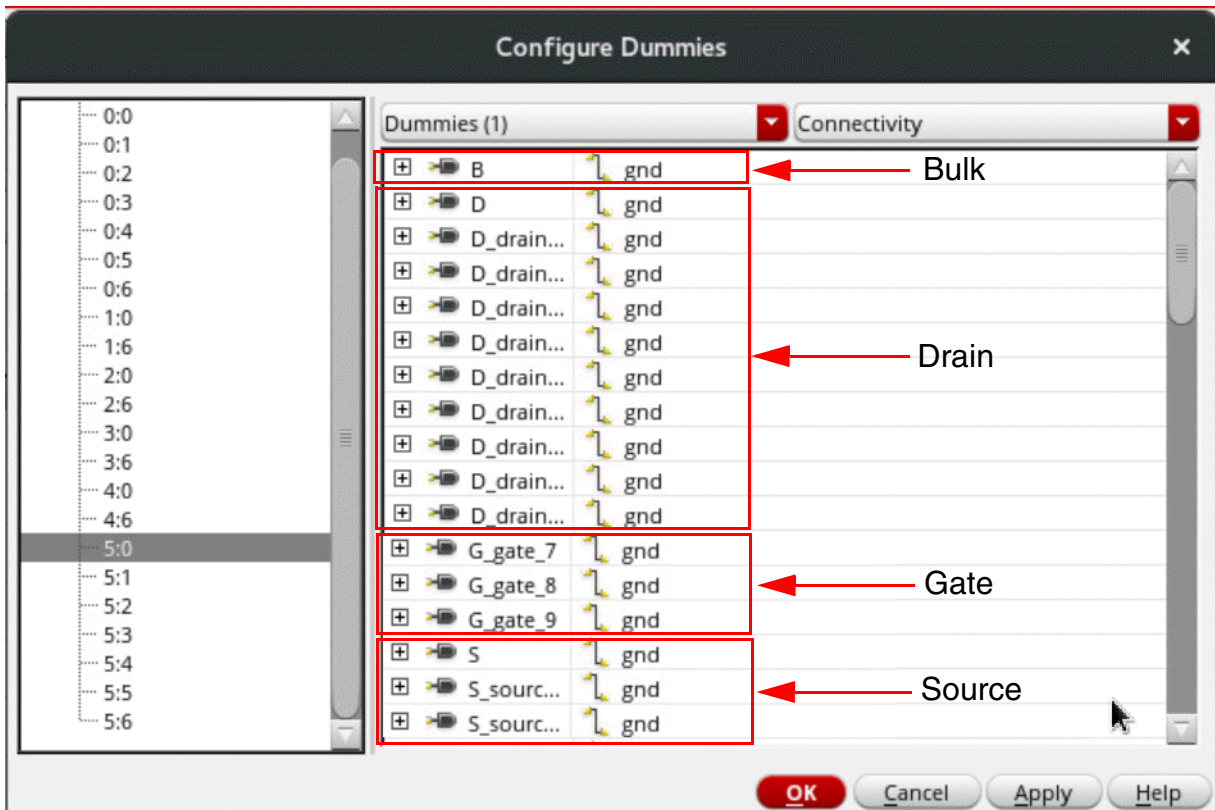 Configure Dummies
0:0
0:1
0:2
0:3
0:4
0:5
0:6
1:0
1:6
2:0
2:6
3:0
3:6
4:0
4:6
5:0
5:1
5:2
5:3
5:4
5:5
5:6
Dummies (1) Connectivity
B gnd Bulk
D gnd
D_drain... gnd
D_drain... gnd
D_drain... gnd
D_drain... gnd Drain
D_drain... gnd
D_drain... gnd
D_drain... gnd
D_drain... gnd
D_drain... gnd
G_gate_7 gnd
G_gate_8 gnd Gate
G_gate_9 gnd
S gnd
S_sourc... gnd Source
S_sourc... gnd
OK Cancel Apply Help